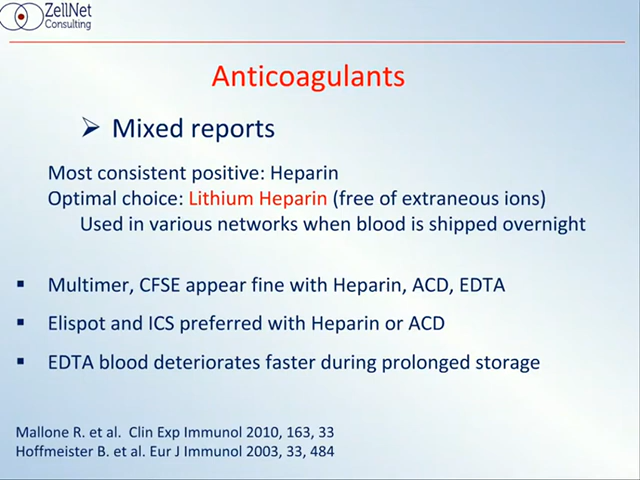 ZellNet
Consulting
Anticoagulants
➢ Mixed reports
Most consistent positive: Heparin
Optimal choice: Lithium Heparin (free of extraneous ions)
Used in various networks when blood is shipped overnight
▪ Multimer, CFSE appear fine with Heparin, ACD, EDTA
▪ Elispot and ICS preferred with Heparin or ACD
▪ EDTA blood deteriorates faster during prolonged storage
Mallone R. et al. Clin Exp Immunol 2010, 163, 33
Hoffmeister B. et al. Eur J Immunol 2003, 33, 484